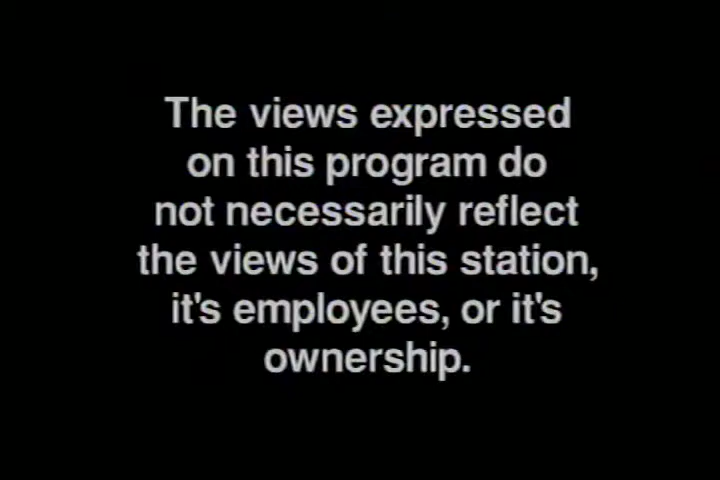 The views expressed
on this program do
not necessarily reflect
the views of this station,
it's employees, or it's
ownership.